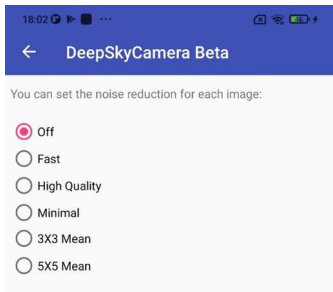 18:02
DeepSkyCamera Beta
You can set the noise reduction for each image:
Off
Fast
High Quality
Minimal
3X3 Mean
5X5 Mean